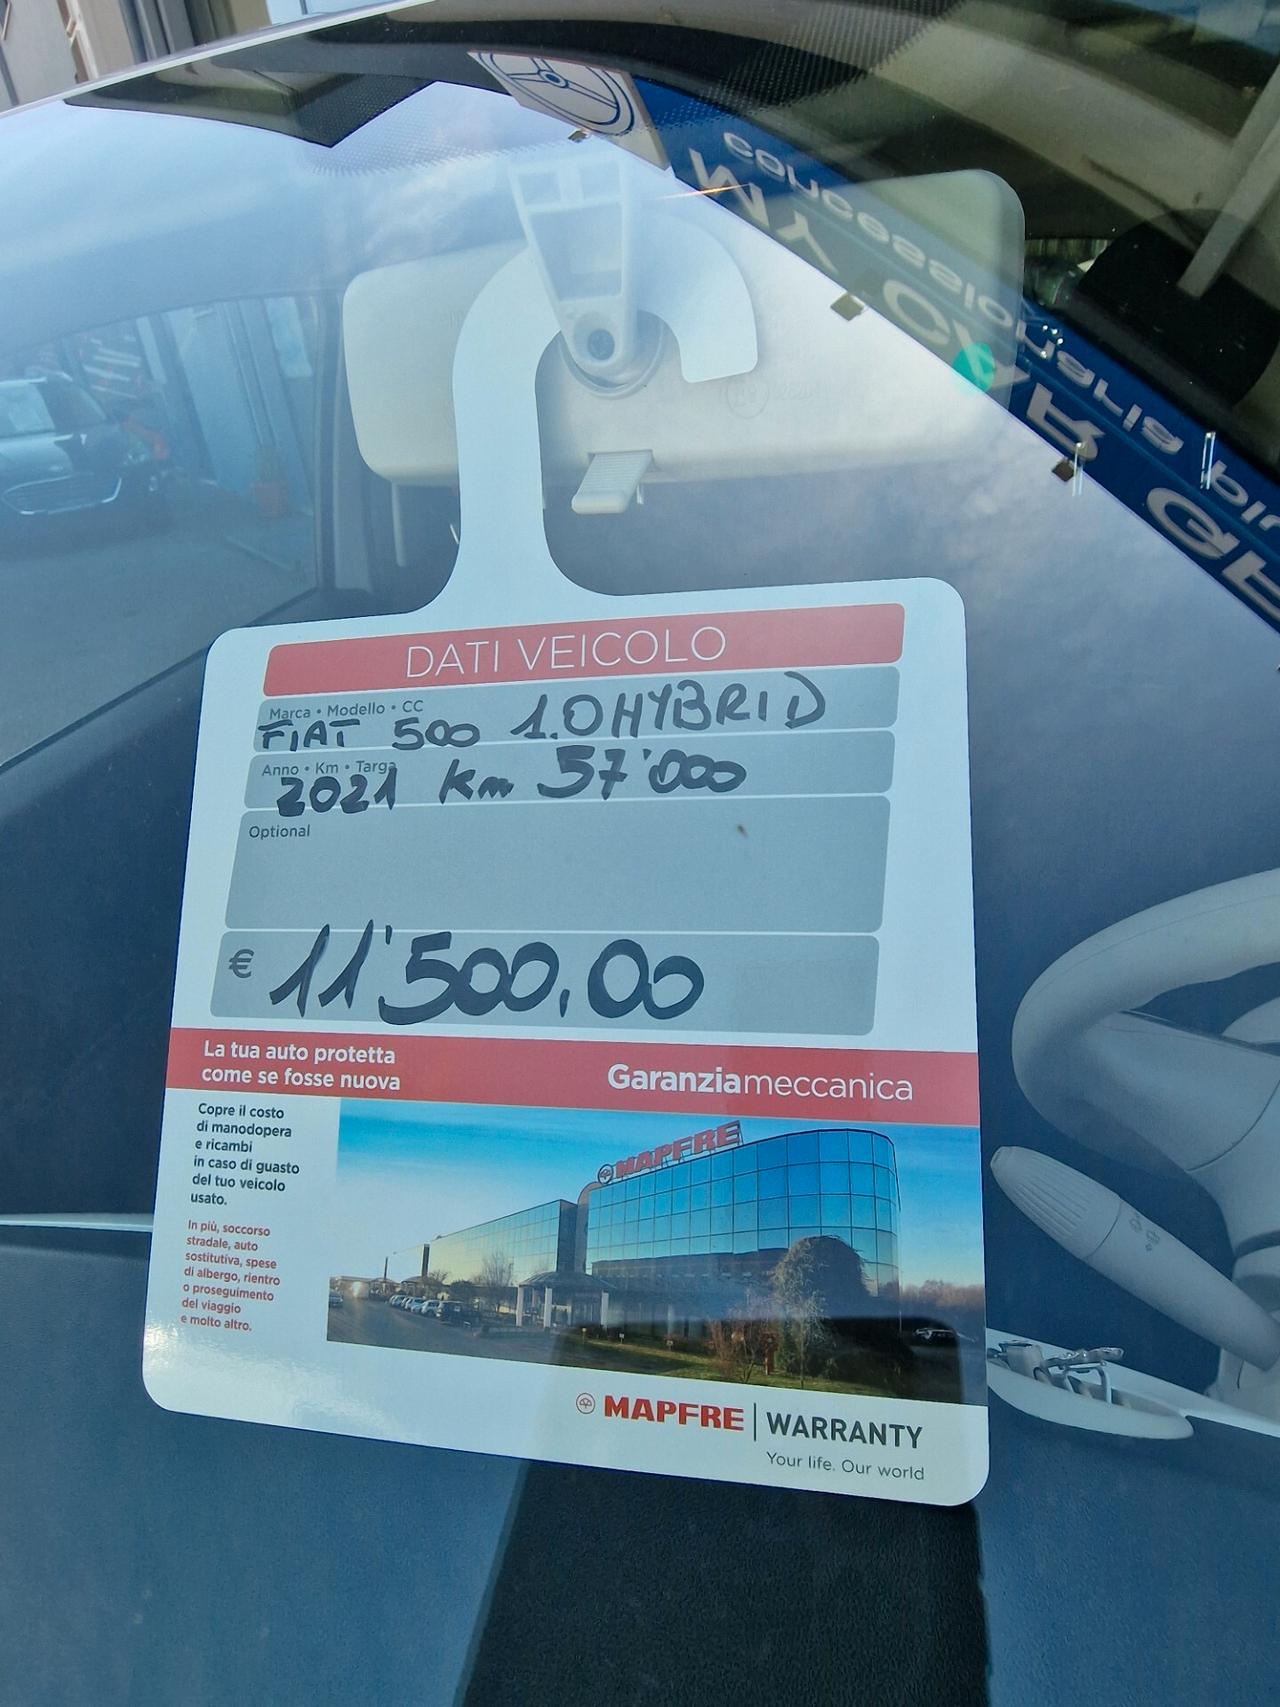 concessionaria
DATI VEICOLO
Marca • Modello • CC
FIAT 500 1.0 HYBRID
Anno • Km • Targa
2021 Km 57'000
Optional
€ 11'500,00
La tua auto protetta
come se fosse nuova
Garanziameccanica
Copre il costo
di manodopera
e ricambi
in caso di guasto
del tuo veicolo
usato.
In più, soccorso
stradale, auto
sostitutiva, spese
di albergo, rientro
o proseguimento
del viaggio
e molto altro.
MAPFRE
MAPFRE | WARRANTY
Your life. Our world